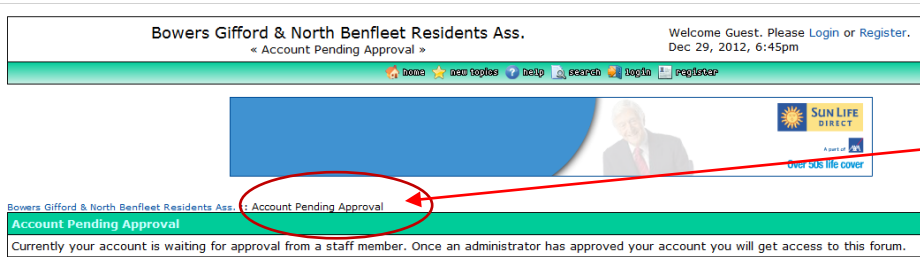 Bowers Gifford & North Benfleet Residents Ass.
« Account Pending Approval »
Welcome Guest. Please Login or Register.
Dec 29, 2012, 6:45pm
home new topics help search login register
SUN LIFE
DIRECT
A part of AXA
Over 50s life cover
Bowers Gifford & North Benfleet Residents Ass. :: Account Pending Approval
Account Pending Approval
Currently your account is waiting for approval from a staff member. Once an administrator has approved your account you will get access to this forum.